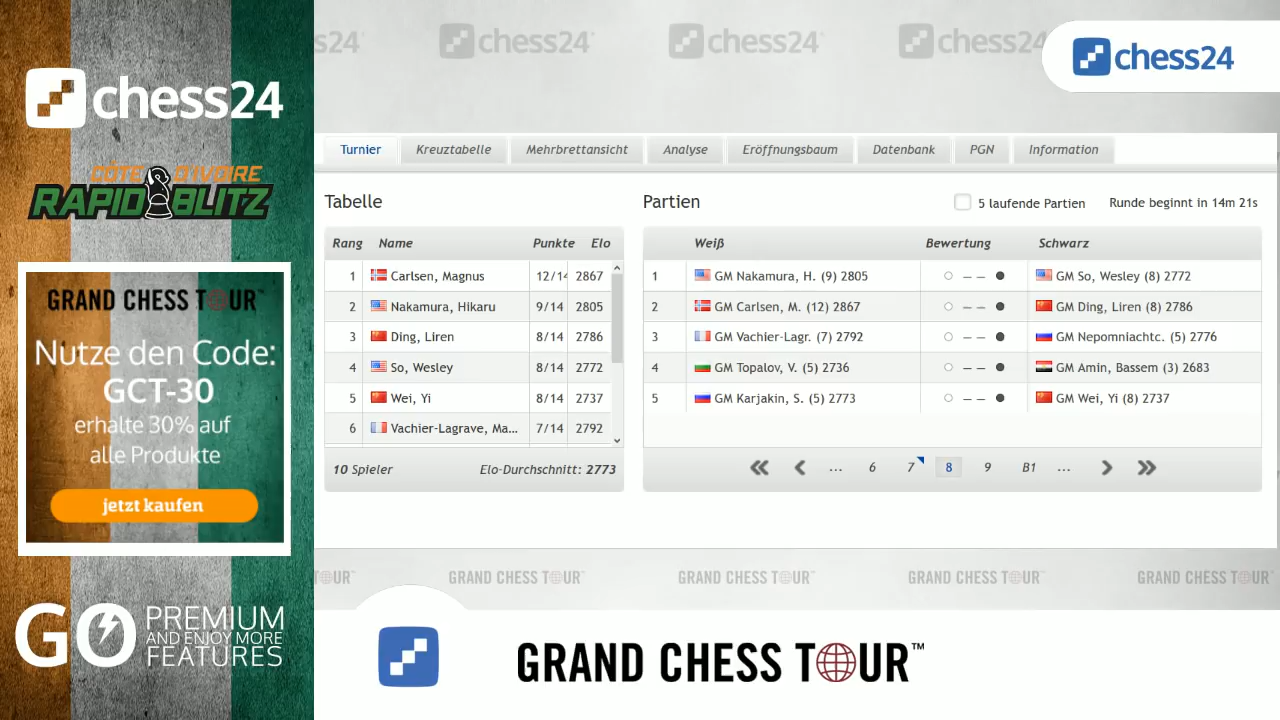 chess24
CÔTE D'IVOIRE
RAPID BLITZ
GRAND CHESS TOUR™
Nutze den Code:
GCT-30
erhalte 30% auf
alle Produkte
jetzt kaufen
GO PREMIUM
AND ENJOY MORE
FEATURES
chess24 chess24 chess24 chess24
chess24
Turnier Kreuztabelle Mehrbrettansicht Analyse Eröffnungsbaum Datenbank PGN Information
Tabelle
Rang Name Punkte Elo
1 Carlsen, Magnus 12/14 2867
2 Nakamura, Hikaru 9/14 2805
3 Ding, Liren 8/14 2786
4 So, Wesley 8/14 2772
5 Wei, Yi 8/14 2737
6 Vachier-Lagrave, Ma... 7/14 2792
10 Spieler Elo-Durchschnitt: 2773
Partien 5 laufende Partien Runde beginnt in 14m 21s
Weiß Bewertung Schwarz
1 GM Nakamura, H. (9) 2805 – – GM So, Wesley (8) 2772
2 GM Carlsen, M. (12) 2867 – – GM Ding, Liren (8) 2786
3 GM Vachier-Lagr. (7) 2792 – – GM Nepomniachtc. (5) 2776
4 GM Topalov, V. (5) 2736 – – GM Amin, Bassem (3) 2683
5 GM Karjakin, S. (5) 2773 – – GM Wei, Yi (8) 2737
... 6 7 8 9 B1 ...
GRAND CHESS TOUR™ GRAND CHESS TOUR™ GRAND CHESS TOUR™ GRAND CHESS TOUR™
GRAND CHESS TOUR™